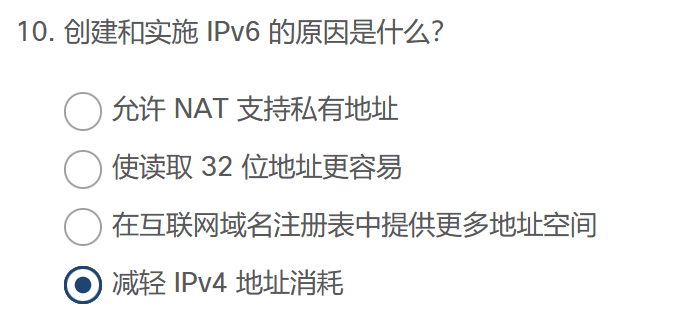 10. 创建和实施 IPv6 的原因是什么?
允许 NAT 支持私有地址
使读取 32 位地址更容易
在互联网域名注册表中提供更多地址空间
减轻 IPv4 地址消耗